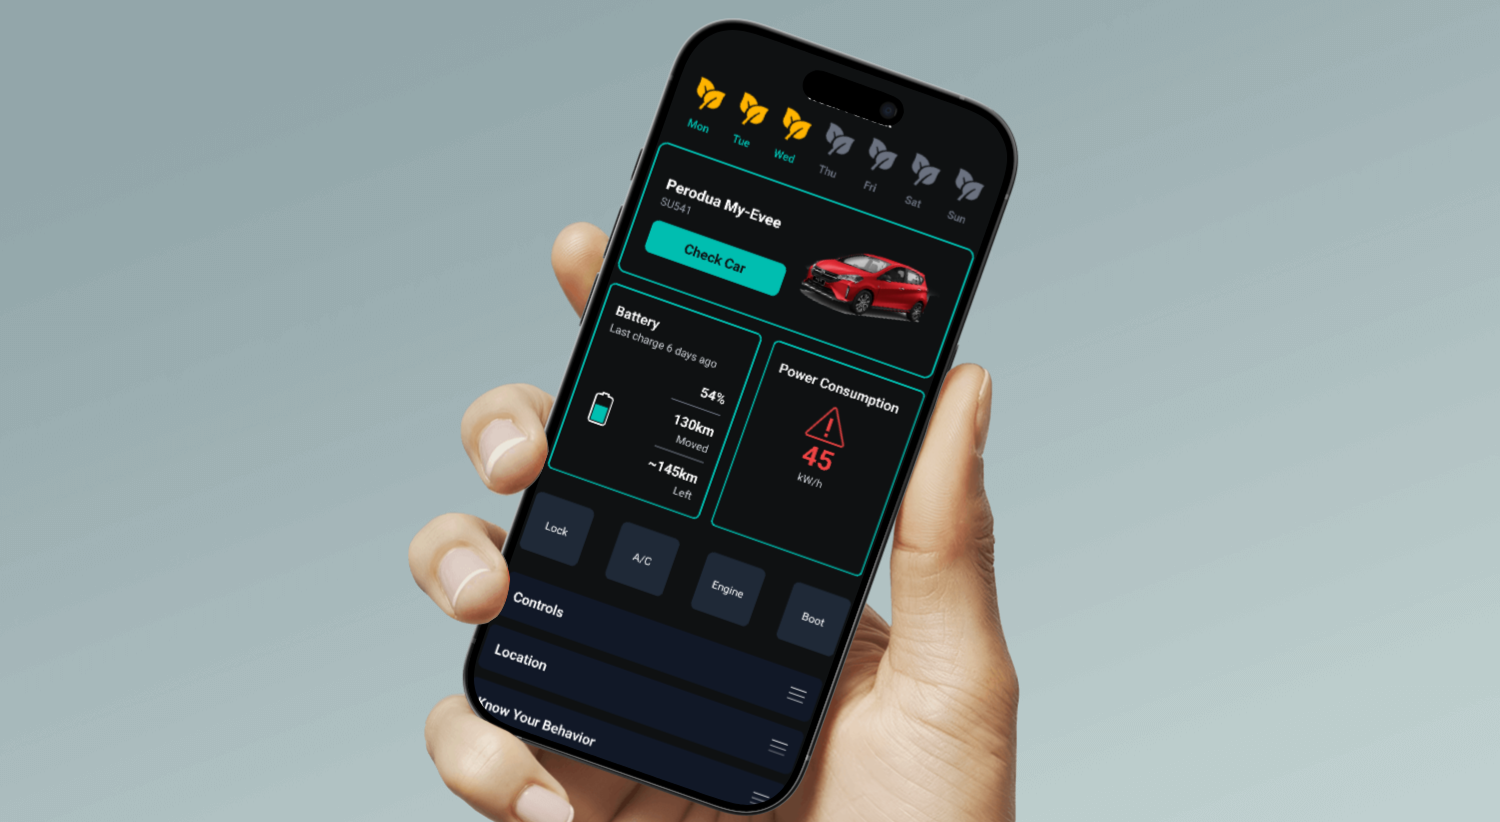 Mon Tue Wed Thu Fri Sat Sun
Perodua My-Evee
SU541
Check Car
Battery
Last charge 6 days ago
54%
130km
Moved
~145km
Left
Power Consumption
45
kW/h
Lock
A/C
Engine
Boot
Controls
Location
Know Your Behavior